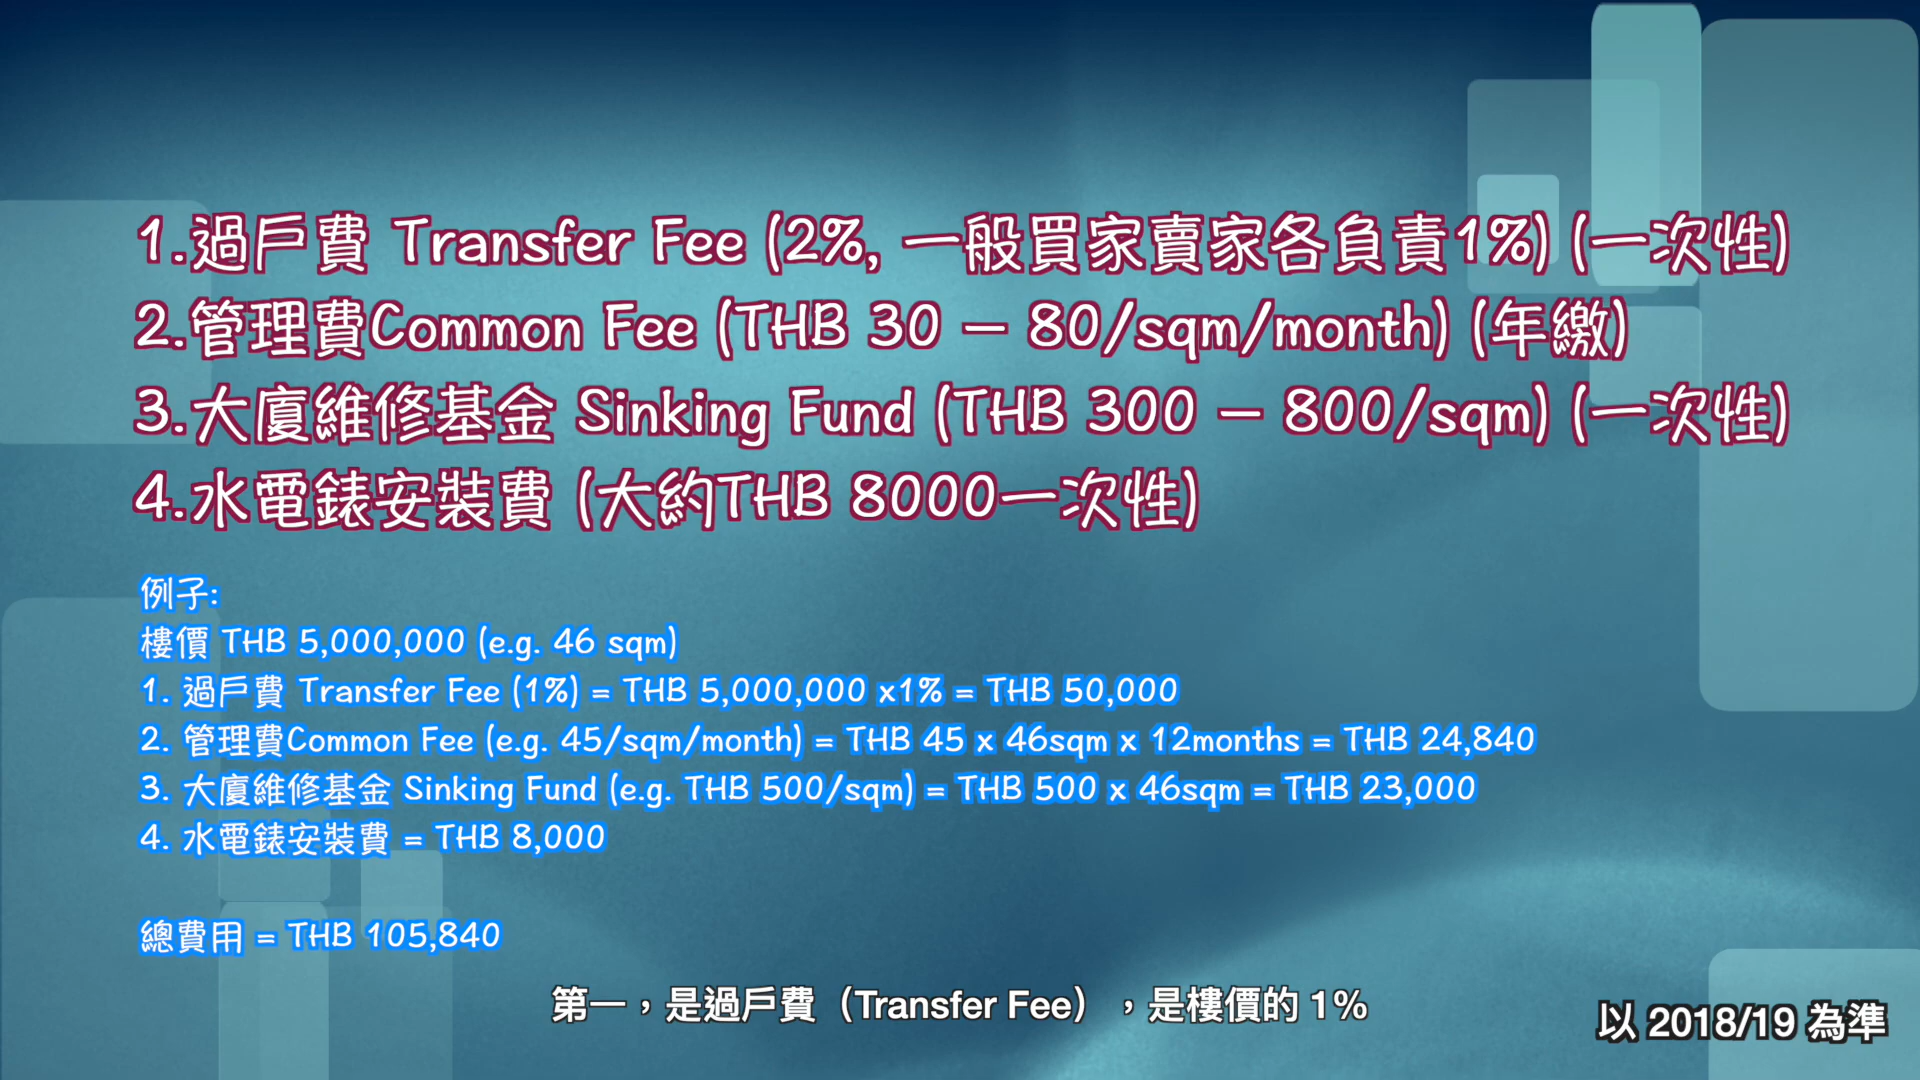 1.過戶費 Transfer Fee (2%, 一般買家賣家各負責1%) (一次性)
2.管理費Common Fee (THB 30 – 80/sqm/month) (年繳)
3.大廈維修基金 Sinking Fund (THB 300 – 800/sqm) (一次性)
4.水電錶安裝費 (大約THB 8000一次性)
例子:
樓價 THB 5,000,000 (e.g. 46 sqm)
1. 過戶費 Transfer Fee (1%) = THB 5,000,000 x1% = THB 50,000
2. 管理費Common Fee (e.g. 45/sqm/month) = THB 45 x 46sqm x 12months = THB 24,840
3. 大廈維修基金 Sinking Fund (e.g. THB 500/sqm) = THB 500 x 46sqm = THB 23,000
4. 水電錶安裝費 = THB 8,000
總費用 = THB 105,840
第一，是過戶費（Transfer Fee），是樓價的 1%
以 2018/19 為準